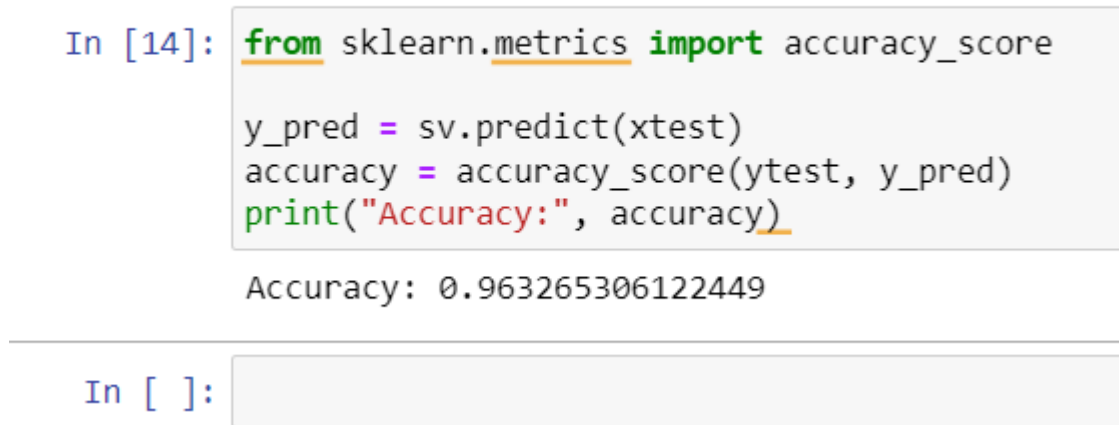 In [14]: from sklearn.metrics import accuracy_score
y_pred = sv.predict(xtest)
accuracy = accuracy_score(ytest, y_pred)
print("Accuracy:", accuracy)
Accuracy: 0.963265306122449
In [ ]: